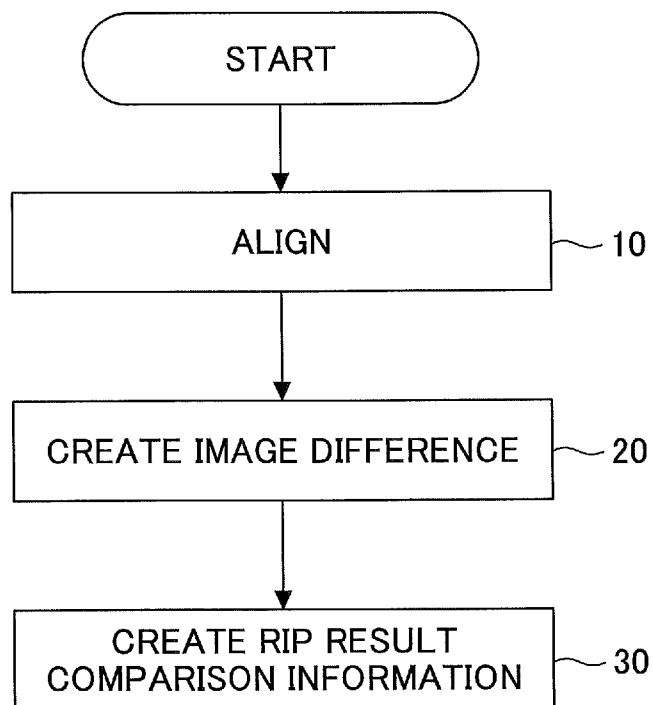 START
ALIGN
10
CREATE IMAGE DIFFERENCE
20
CREATE RIP RESULT
COMPARISON INFORMATION
30